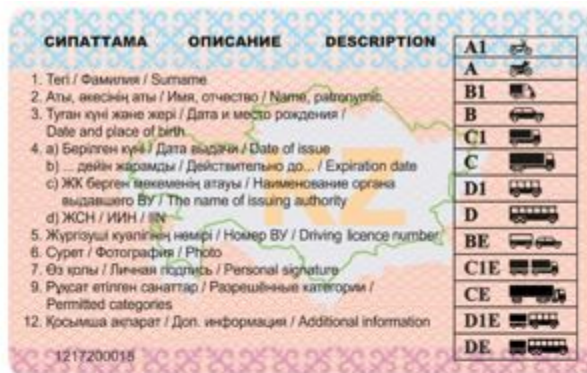 СИПАТТАМА ОПИСАНИЕ DESCRIPTION
1. Тегі / Фамилия / Surname
2. Аты, әкесінің аты / Имя, отчество / Name, patronymic
3. Туған күні және жері / Дата и место рождения /
Date and place of birth
4. a) Берілген күні / Дата выдачи / Date of issue
b) ... дейін жарамды / Действительно до... / Expiration date
c) ЖК берген мекеменің атауы / Наименование органа
выдавшего ВУ / The name of issuing authority
d) ЖСН / ИИН / IIN
5. Жүргізуші куәлігінің нөмірі / Номер ВУ / Driving licence number
6. Сурет / Фотография / Photo
7. Өз қолы / Личная подпись / Personal signature
9. Рұқсат етілген санаттар / Разрешённые категории /
Permitted categories
12. Қосымша ақпарат / Доп. информация / Additional information
1217200018
KZ
A1
A
B1
B
C1
C
D1
D
BE
C1E
CE
D1E
DE